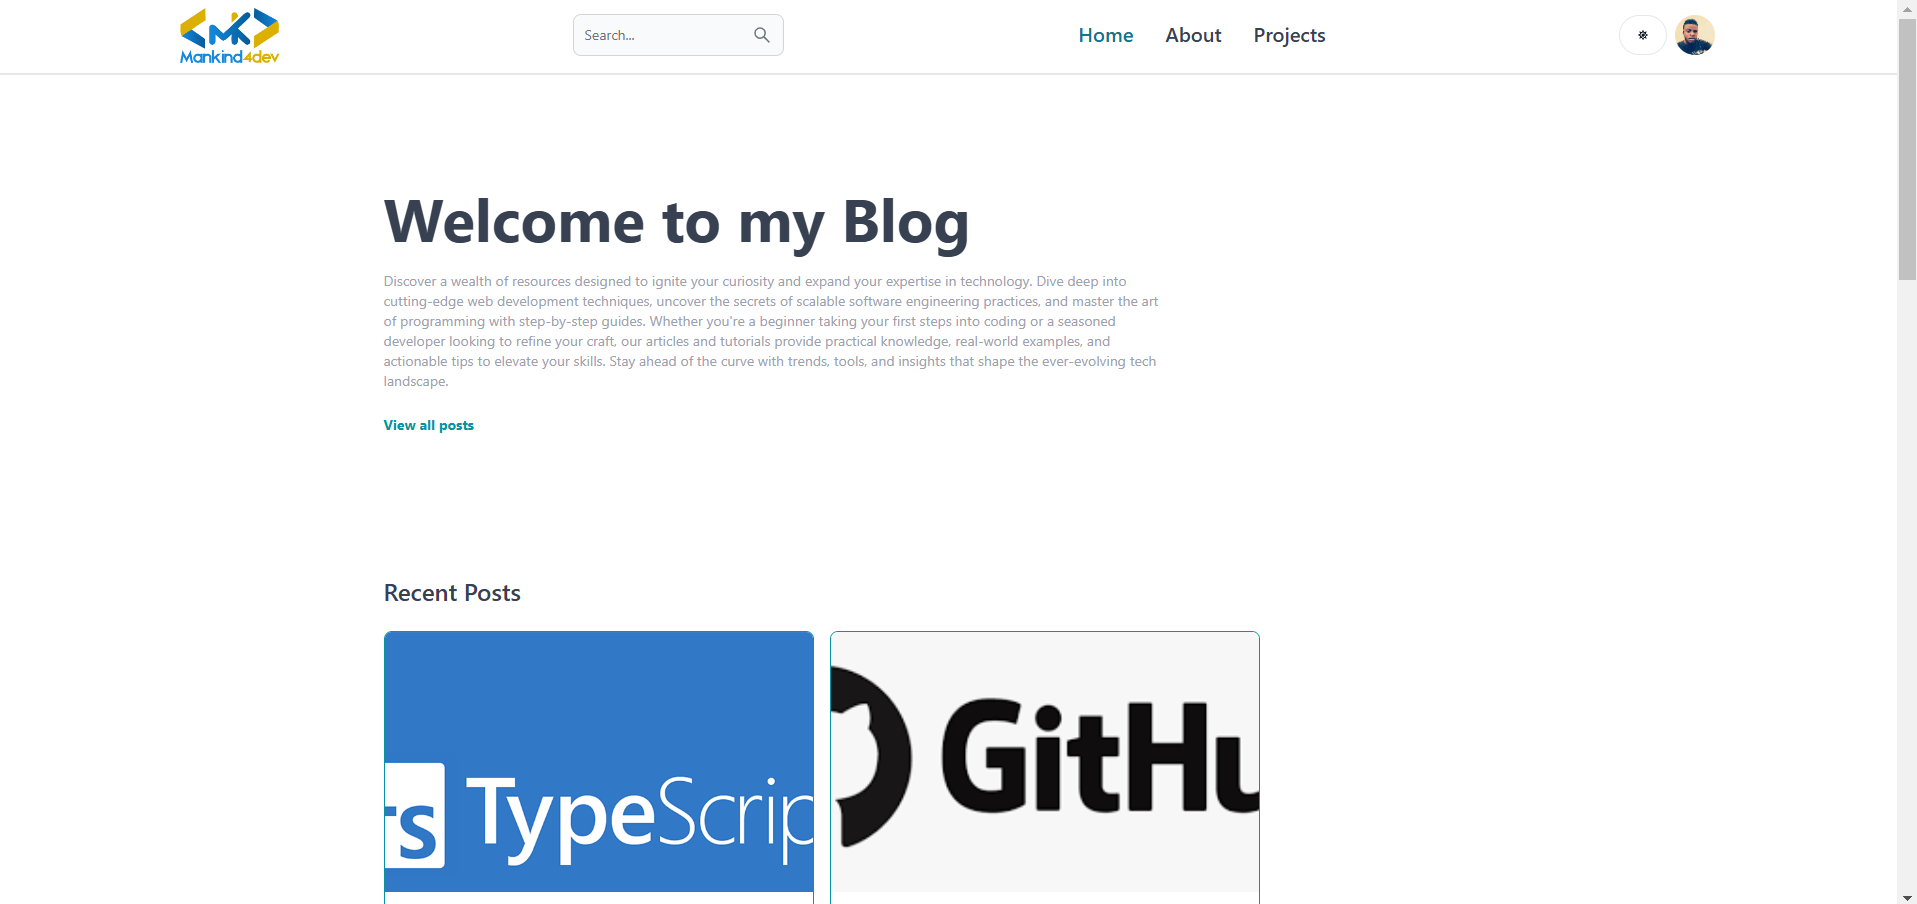 MK
Mankind4dev
Search...
Home
About
Projects
Welcome to my Blog
Discover a wealth of resources designed to ignite your curiosity and expand your expertise in technology. Dive deep into
cutting-edge web development techniques, uncover the secrets of scalable software engineering practices, and master the art
of programming with step-by-step guides. Whether you're a beginner taking your first steps into coding or a seasoned
developer looking to refine your craft, our articles and tutorials provide practical knowledge, real-world examples, and
actionable tips to elevate your skills. Stay ahead of the curve with trends, tools, and insights that shape the ever-evolving tech
landscape.
View all posts
Recent Posts
TS TypeScrip
GitHu